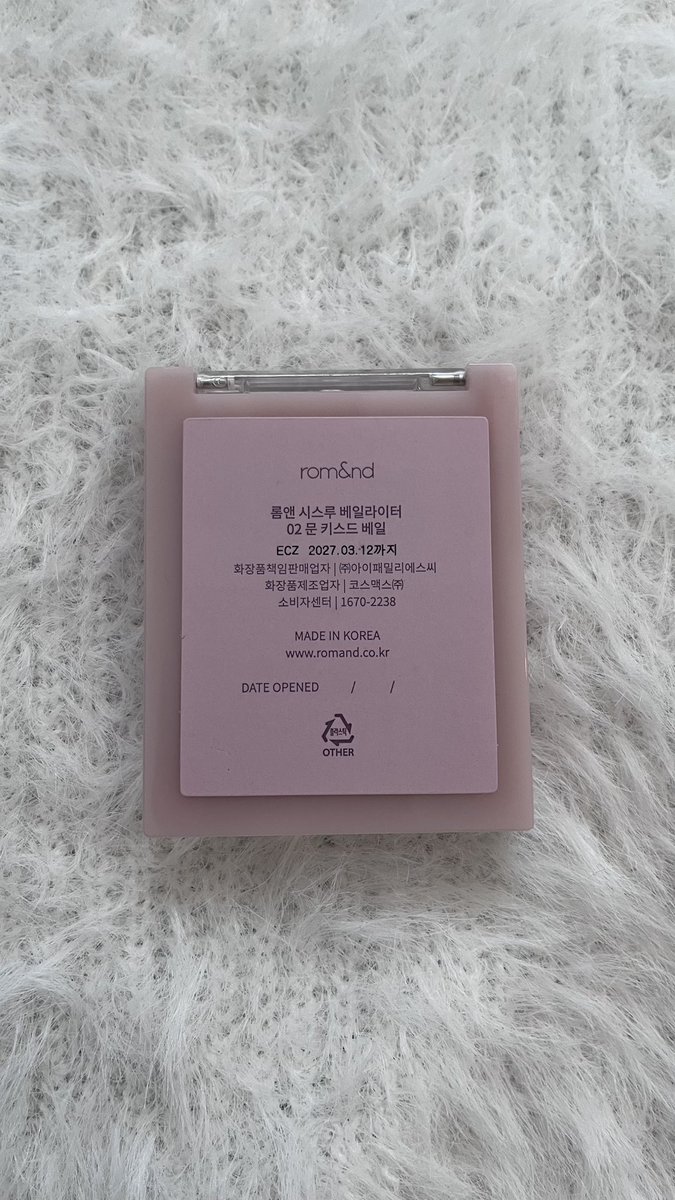 rom&nd
롬앤 시스루 베일라이터
02 문 키스드 베일
ECZ 2027.03.12까지
화장품책임판매업자 | ㈜아이패밀리에스씨
화장품제조업자 | 코스맥스㈜
소비자센터 | 1670-2238
MADE IN KOREA
www.romand.co.kr
DATE OPENED / /
플라스틱
OTHER